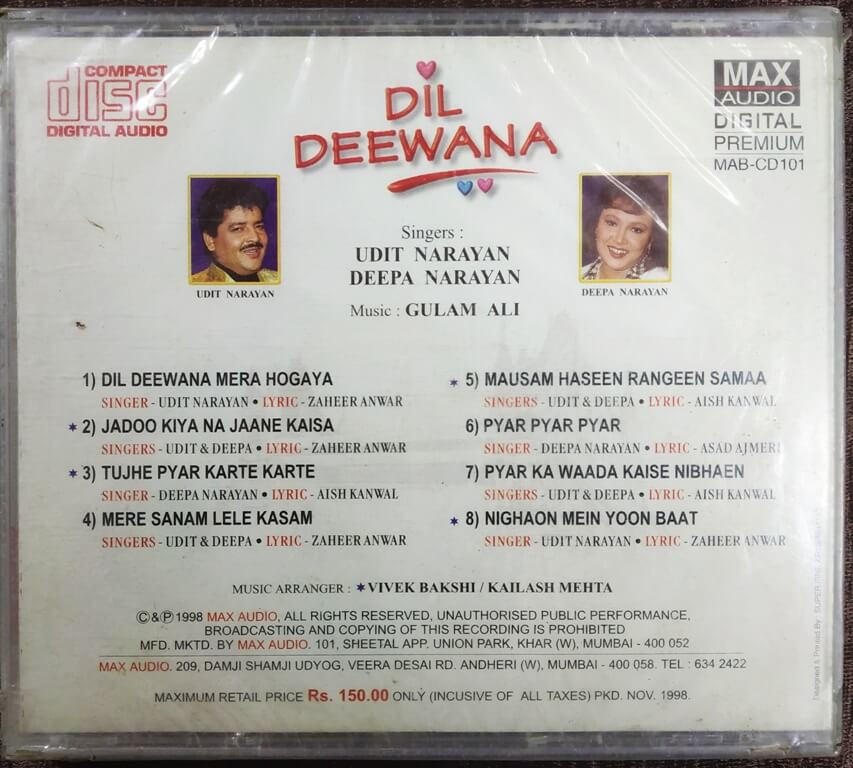 COMPACT
disc
DIGITAL AUDIO
DIL
DEEWANA
MAX
AUDIO
DIGITAL
PREMIUM
MAB-CD101
Singers :
UDIT NARAYAN
DEEPA NARAYAN
Music : GULAM ALI
UDIT NARAYAN
DEEPA NARAYAN
1) DIL DEEWANA MERA HOGAYA
SINGER - UDIT NARAYAN • LYRIC - ZAHEER ANWAR
★ 2) JADOO KIYA NA JAANE KAISA
SINGERS - UDIT & DEEPA • LYRIC - ZAHEER ANWAR
★ 3) TUJHE PYAR KARTE KARTE
SINGER - DEEPA NARAYAN • LYRIC - AISH KANWAL
4) MERE SANAM LELE KASAM
SINGERS - UDIT & DEEPA • LYRIC - ZAHEER ANWAR
★ 5) MAUSAM HASEEN RANGEEN SAMAA
SINGERS - UDIT & DEEPA • LYRIC - AISH KANWAL
6) PYAR PYAR PYAR
SINGER - DEEPA NARAYAN • LYRIC - ASAD AJMERI
7) PYAR KA WAADA KAISE NIBHAEN
SINGERS - UDIT & DEEPA • LYRIC - AISH KANWAL
★ 8) NIGHAON MEIN YOON BAAT
SINGER - UDIT NARAYAN • LYRIC - ZAHEER ANWAR
MUSIC ARRANGER : ★VIVEK BAKSHI / KAILASH MEHTA
©&℗1998 MAX AUDIO, ALL RIGHTS RESERVED, UNAUTHORISED PUBLIC PERFORMANCE,
BROADCASTING AND COPYING OF THIS RECORDING IS PROHIBITED
MFD. MKTD. BY MAX AUDIO. 101, SHEETAL APP. UNION PARK, KHAR (W), MUMBAI - 400 052
MAX AUDIO. 209, DAMJI SHAMJI UDYOG, VEERA DESAI RD. ANDHERI (W), MUMBAI - 400 058. TEL : 634 2422
MAXIMUM RETAIL PRICE Rs. 150.00 ONLY (INCUSIVE OF ALL TAXES) PKD. NOV. 1998.
Designed & Printed By : SUPER